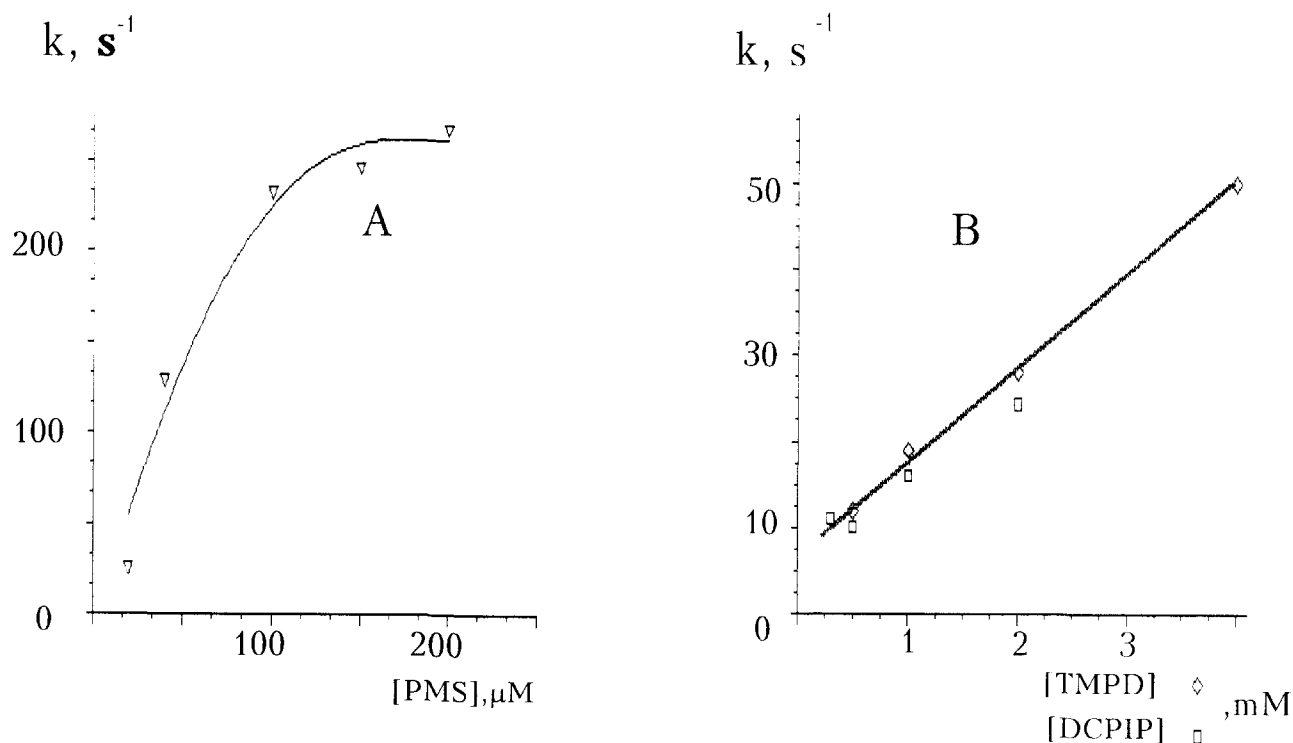 k, s⁻¹
A
200
100
0
100 200
[PMS],μM
k, s⁻¹
50
B
30
10
0
1 2 3
[TMPD] ◊
[DCPIP] ▯ ,mM